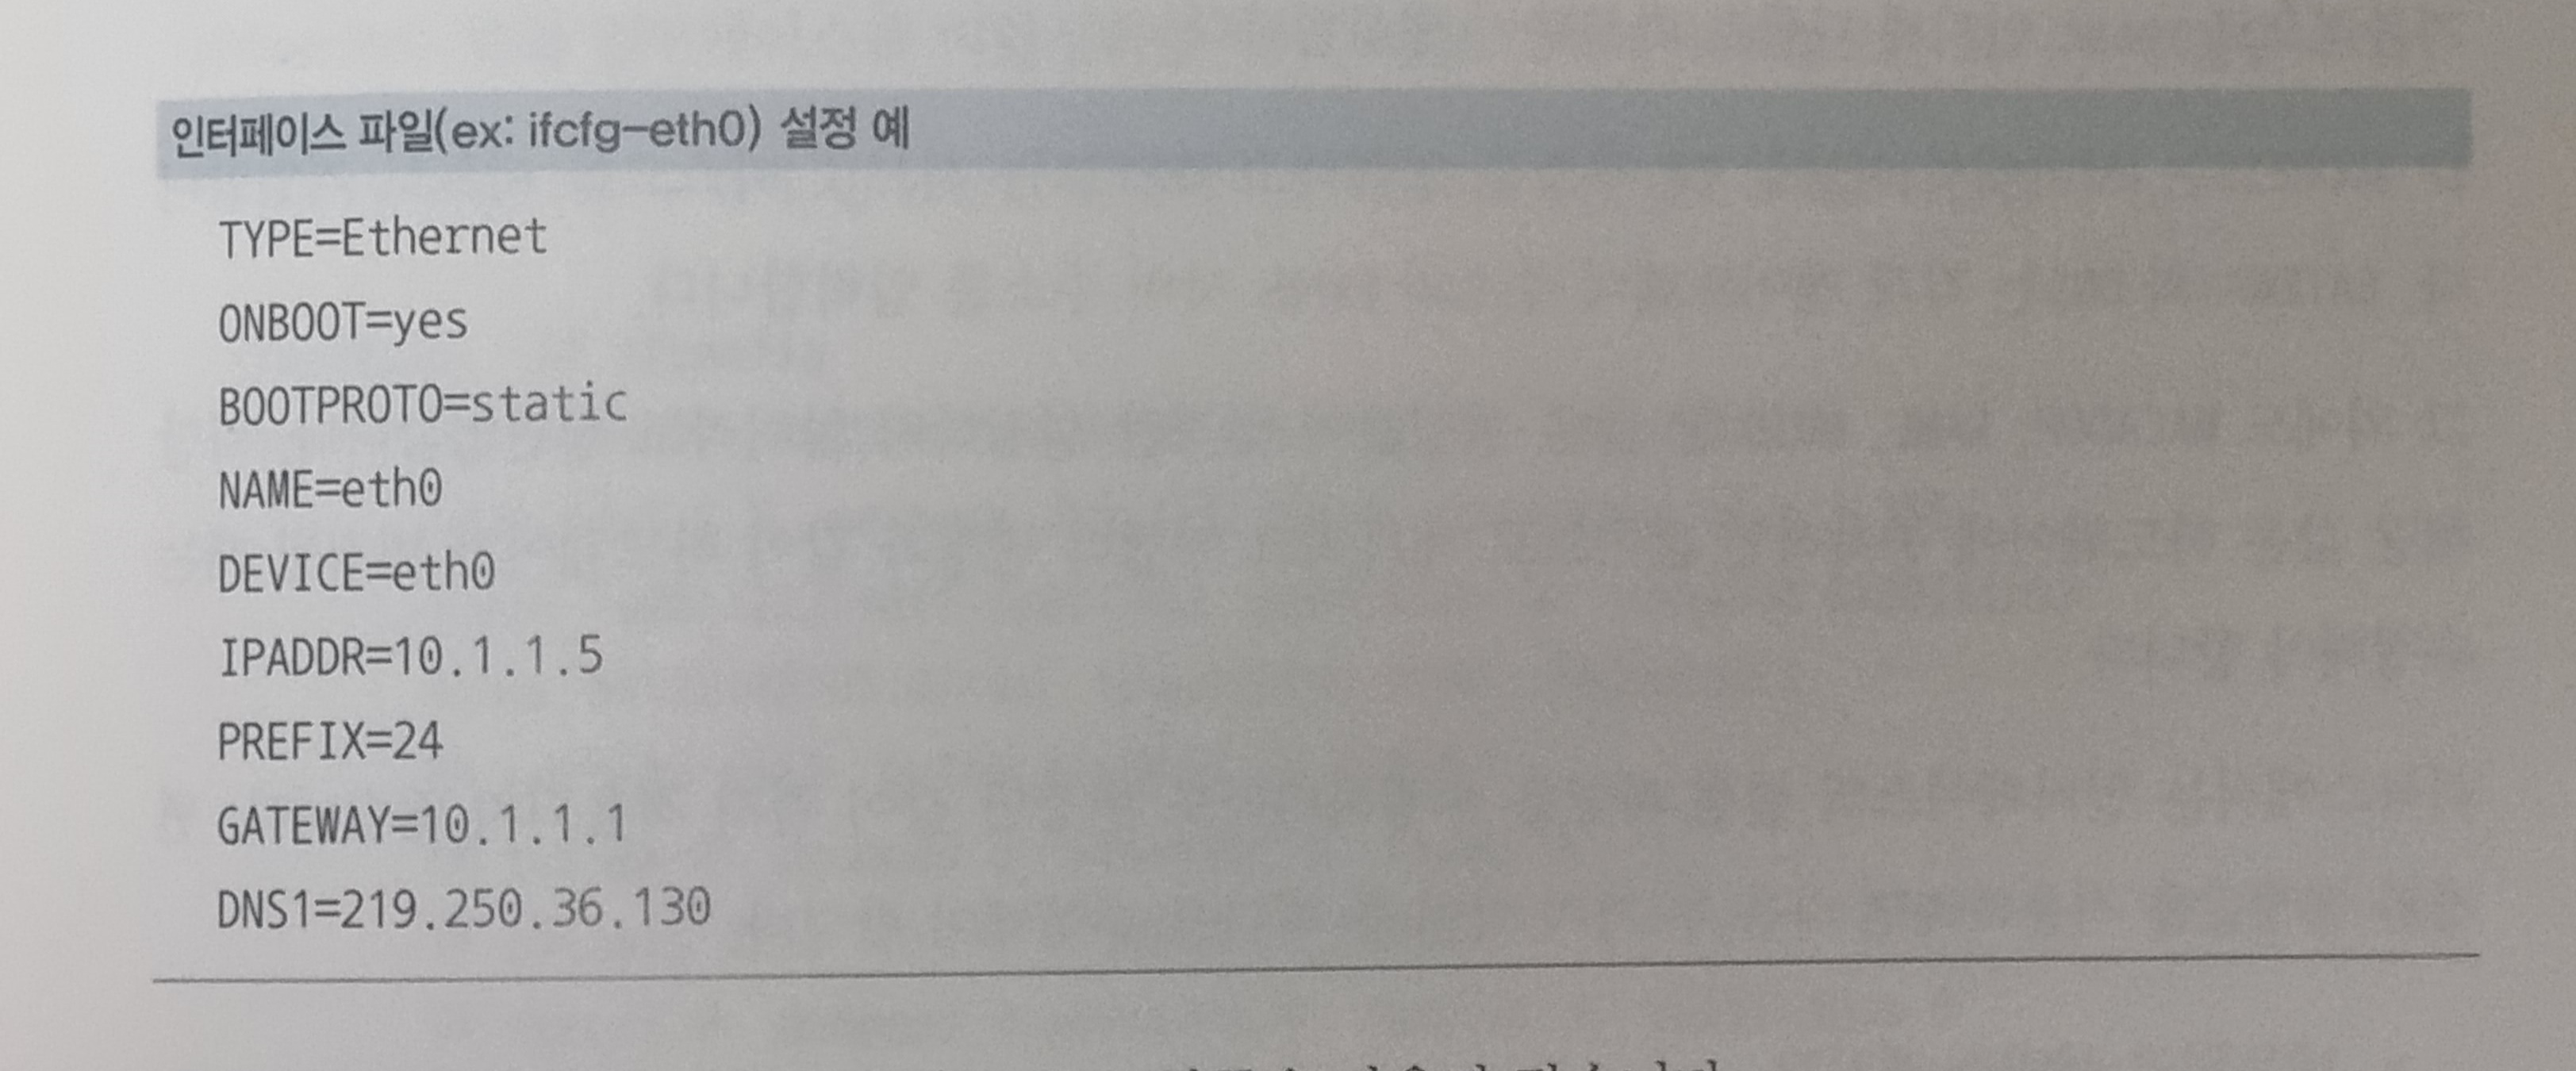 인터페이스 파일(ex: ifcfg-eth0) 설정 예
TYPE=Ethernet
ONBOOT=yes
BOOTPROTO=static
NAME=eth0
DEVICE=eth0
IPADDR=10.1.1.5
PREFIX=24
GATEWAY=10.1.1.1
DNS1=219.250.36.130